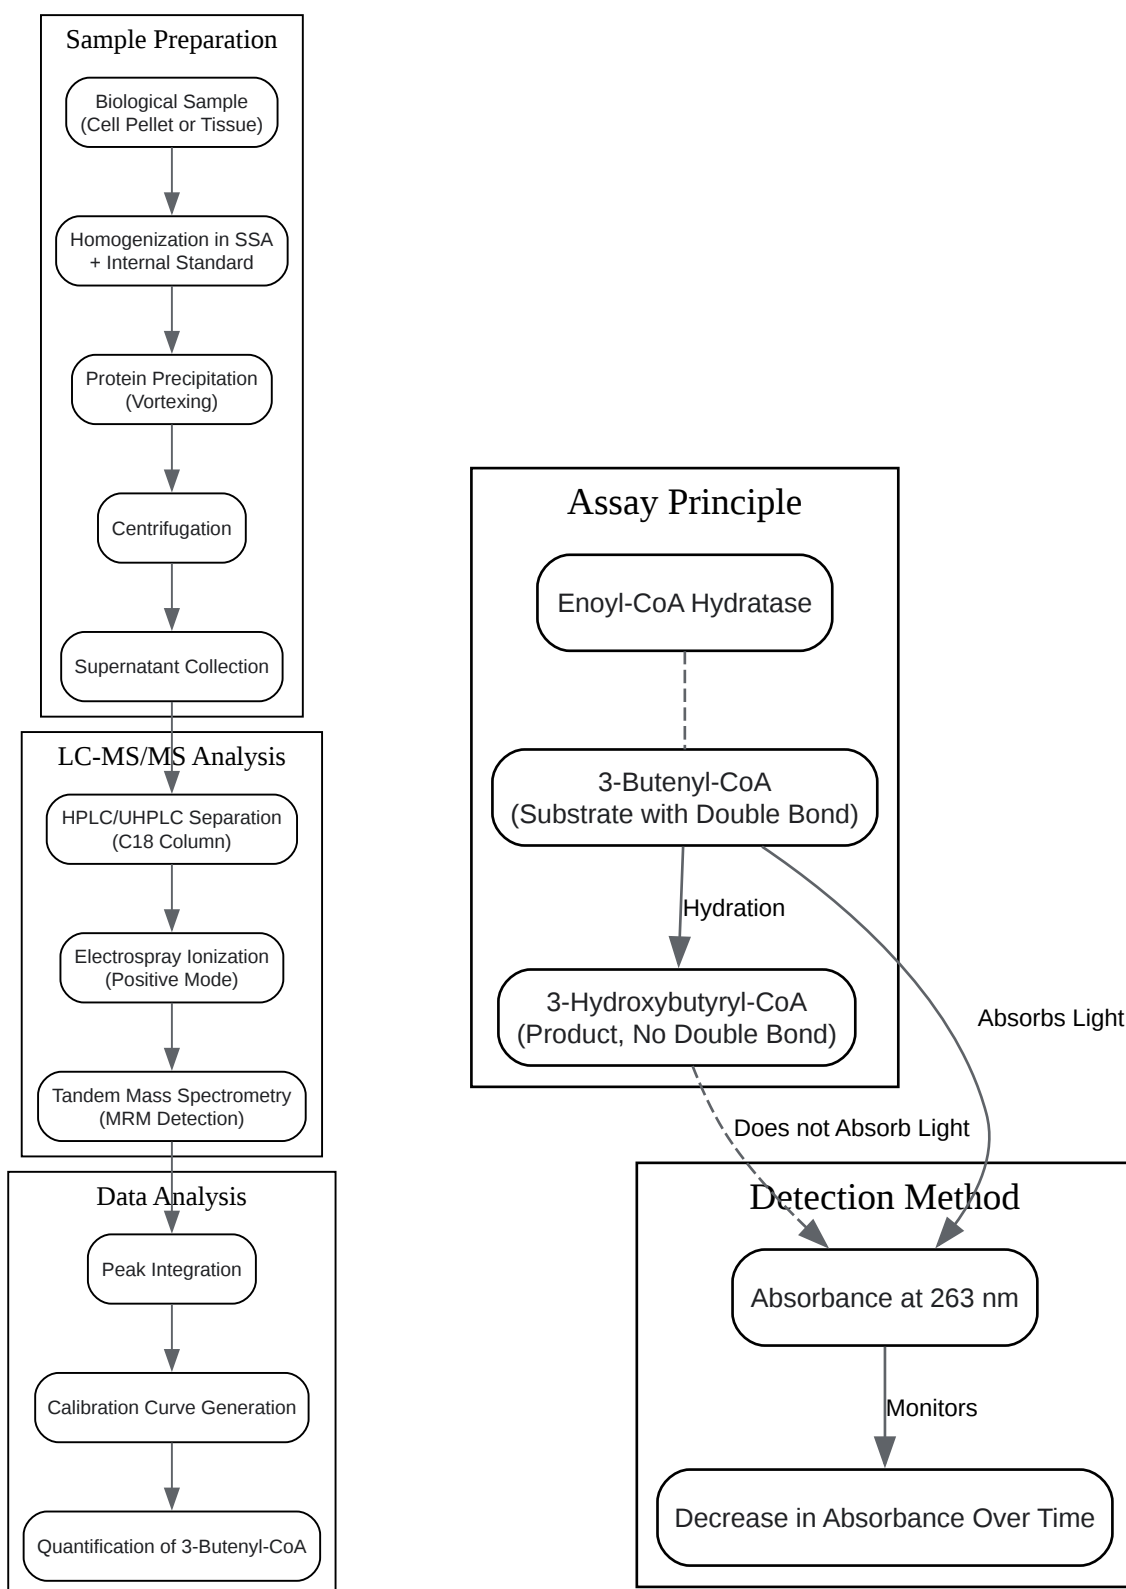 Sample Preparation
Biological Sample
(Cell Pellet or Tissue)
Homogenization in SSA
+ Internal Standard
Protein Precipitation
(Vortexing)
Centrifugation
Supernatant Collection
LC-MS/MS Analysis
HPLC/UHPLC Separation
(C18 Column)
Electrospray Ionization
(Positive Mode)
Tandem Mass Spectrometry
(MRM Detection)
Data Analysis
Peak Integration
Calibration Curve Generation
Quantification of 3-Butenyl-CoA
Assay Principle
Enoyl-CoA Hydratase
3-Butenyl-CoA
(Substrate with Double Bond)
Hydration
3-Hydroxybutyryl-CoA
(Product, No Double Bond)
Absorbs Light
Does not Absorb Light
Detection Method
Absorbance at 263 nm
Monitors
Decrease in Absorbance Over Time